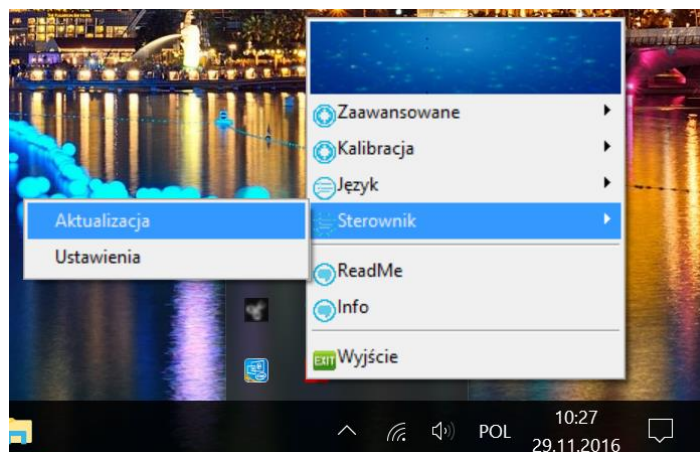 Zaawansowane
Kalibracja
Język
Sterownik
Aktualizacja
Ustawienia
ReadMe
Info
EXIT Wyjście
POL
10:27
29.11.2016